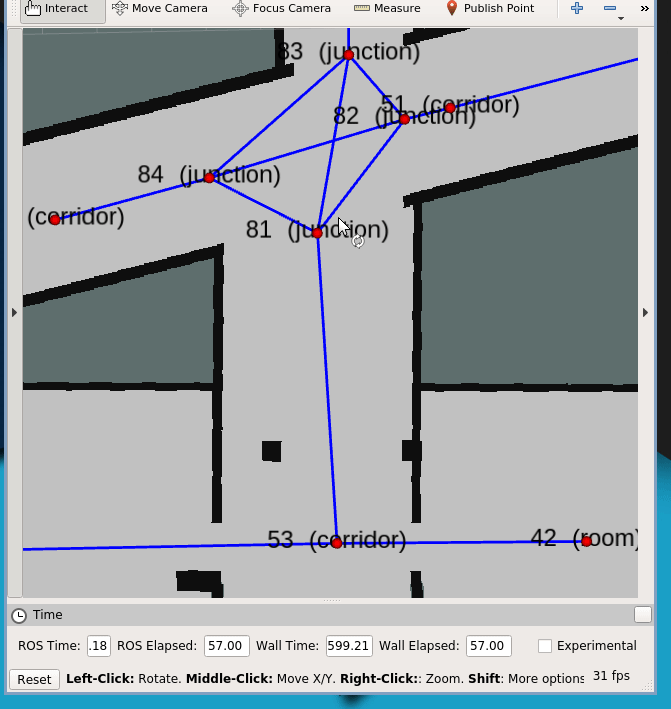 Interact Move Camera Focus Camera Measure Publish Point »
83 (junction)
51 (corridor)
82 (junction)
84 (junction)
(corridor)
81 (junction)
53 (corridor) 42 (room)
Time
ROS Time: .18 ROS Elapsed: 57.00 Wall Time: 599.21 Wall Elapsed: 57.00 Experimental
Reset Left-Click: Rotate. Middle-Click: Move X/Y. Right-Click:: Zoom. Shift: More options 31 fps